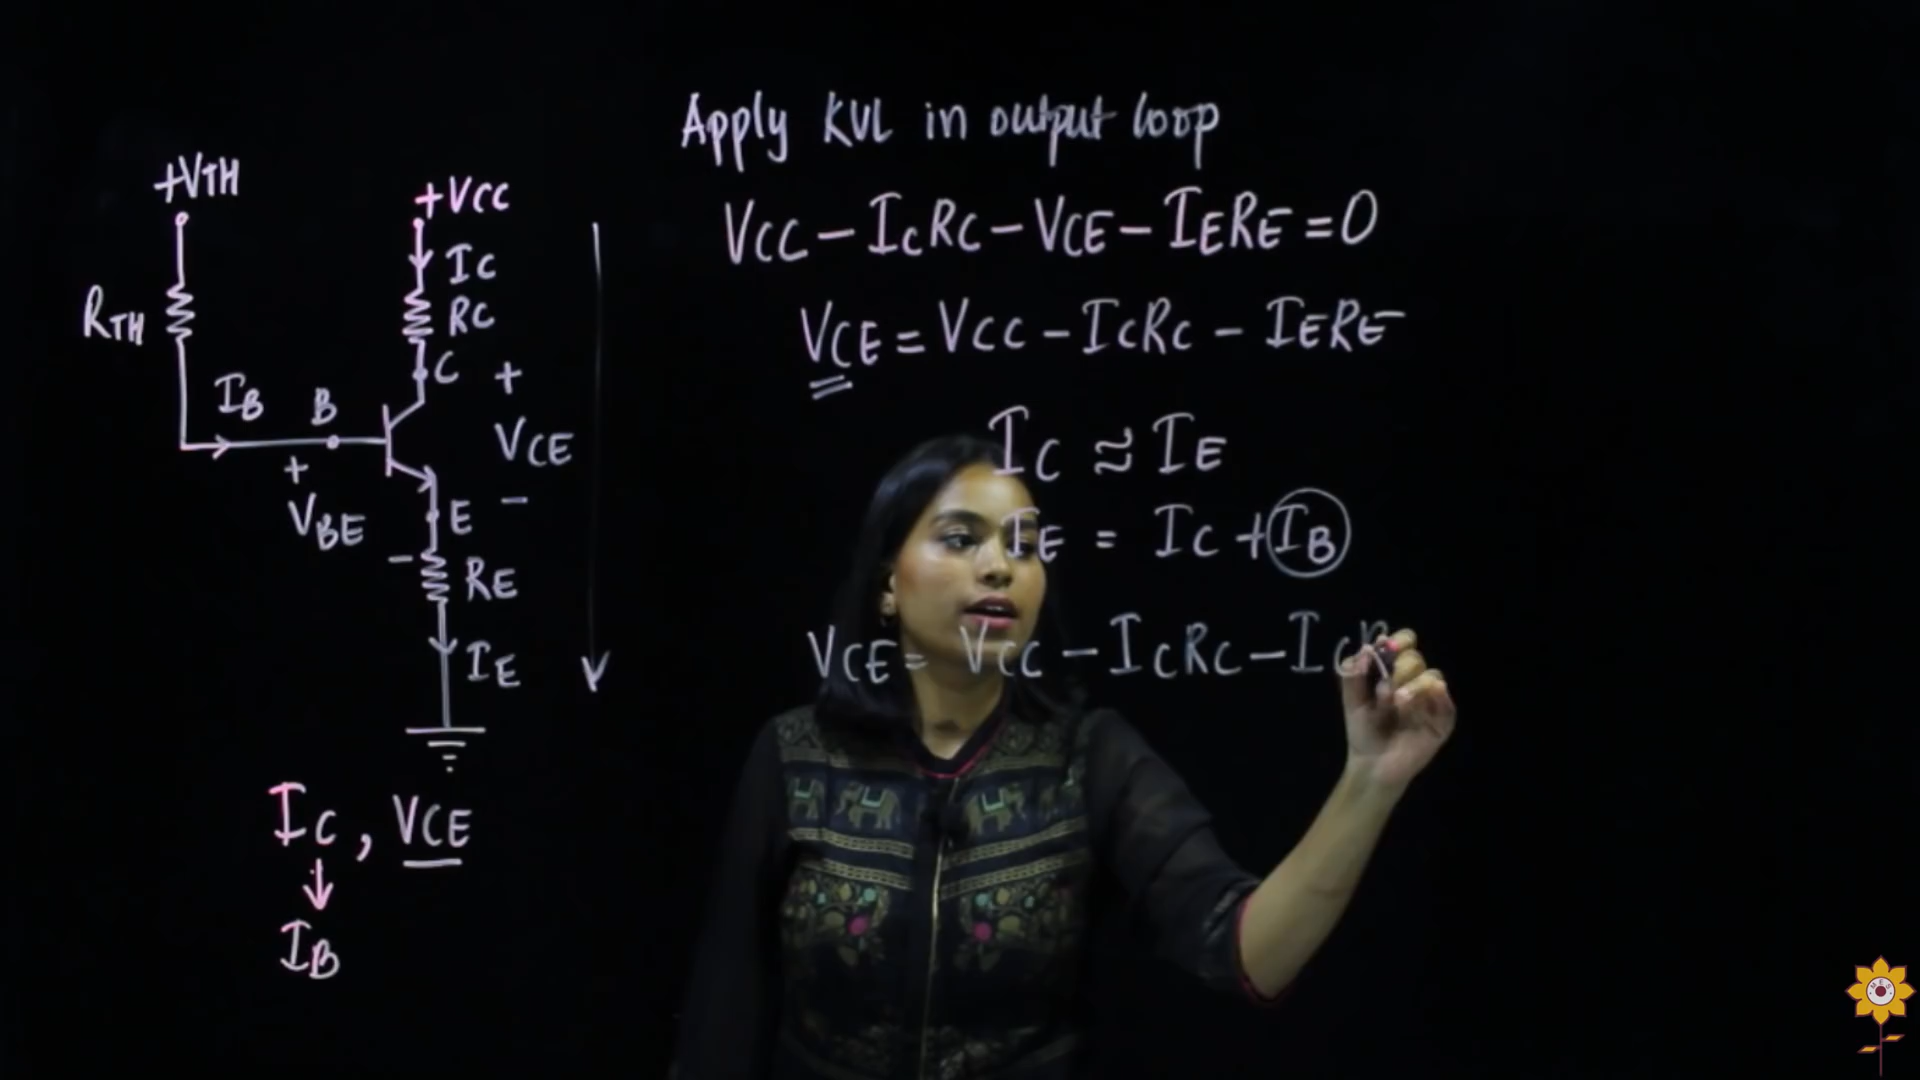 +VTH
RTH
IB
B
+
VBE
-
+VCC
IC
RC
C
+
VCE
-
E
RE
IE
IC, VCE
IB
Apply KVL in output loop
VCC - ICRC - VCE - IERE = 0
VCE = VCC - ICRC - IERE
IC ≈ IE
IE = IC + IB
VCE = VCC - ICRC - ICR